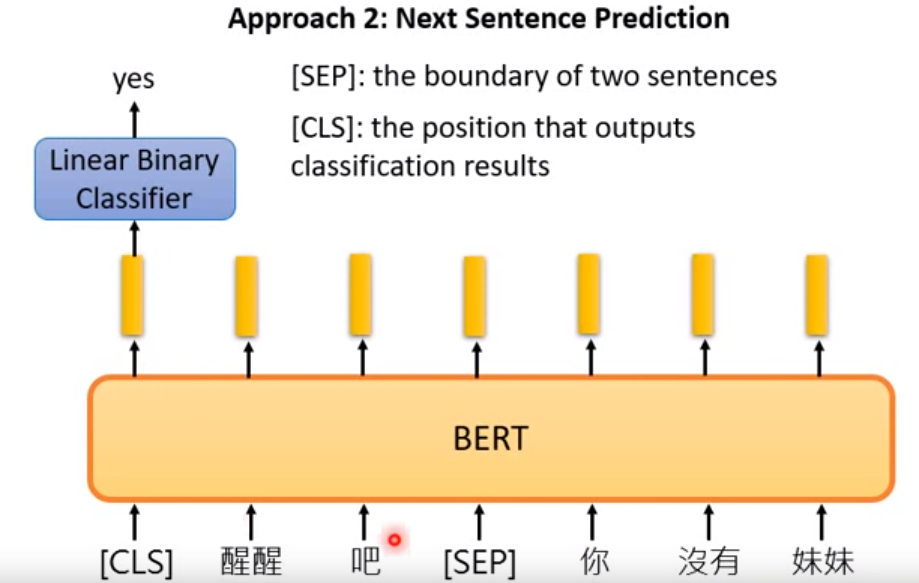 Approach 2: Next Sentence Prediction
yes
[SEP]: the boundary of two sentences
[CLS]: the position that outputs
classification results
Linear Binary
Classifier
BERT
[CLS] 醒醒 吧 [SEP] 你 沒有 妹妹